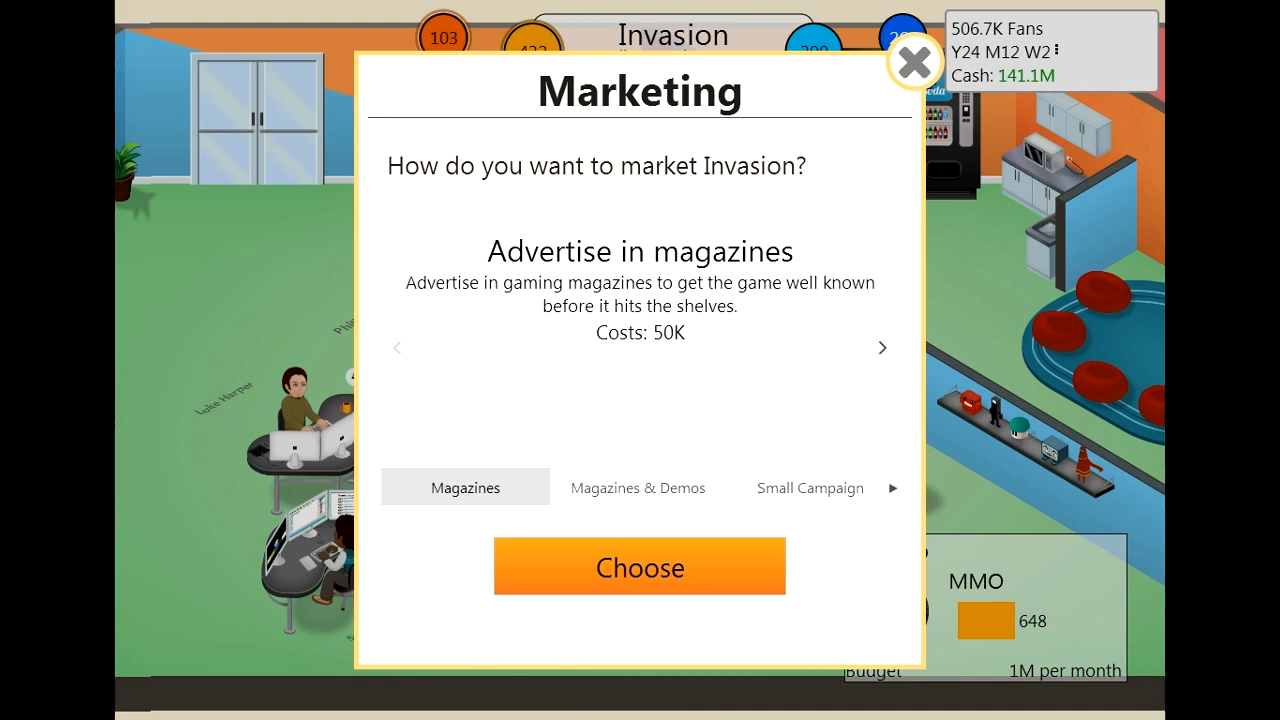 103
Invasion
506.7K Fans
Y24 M12 W2
Cash: 141.1M
soda
Marketing
How do you want to market Invasion?
Advertise in magazines
Advertise in gaming magazines to get the game well known
before it hits the shelves.
Costs: 50K
Luke Harper
Magazines
Magazines & Demos
Small Campaign
Choose
MMO
648
Budget
1M per month